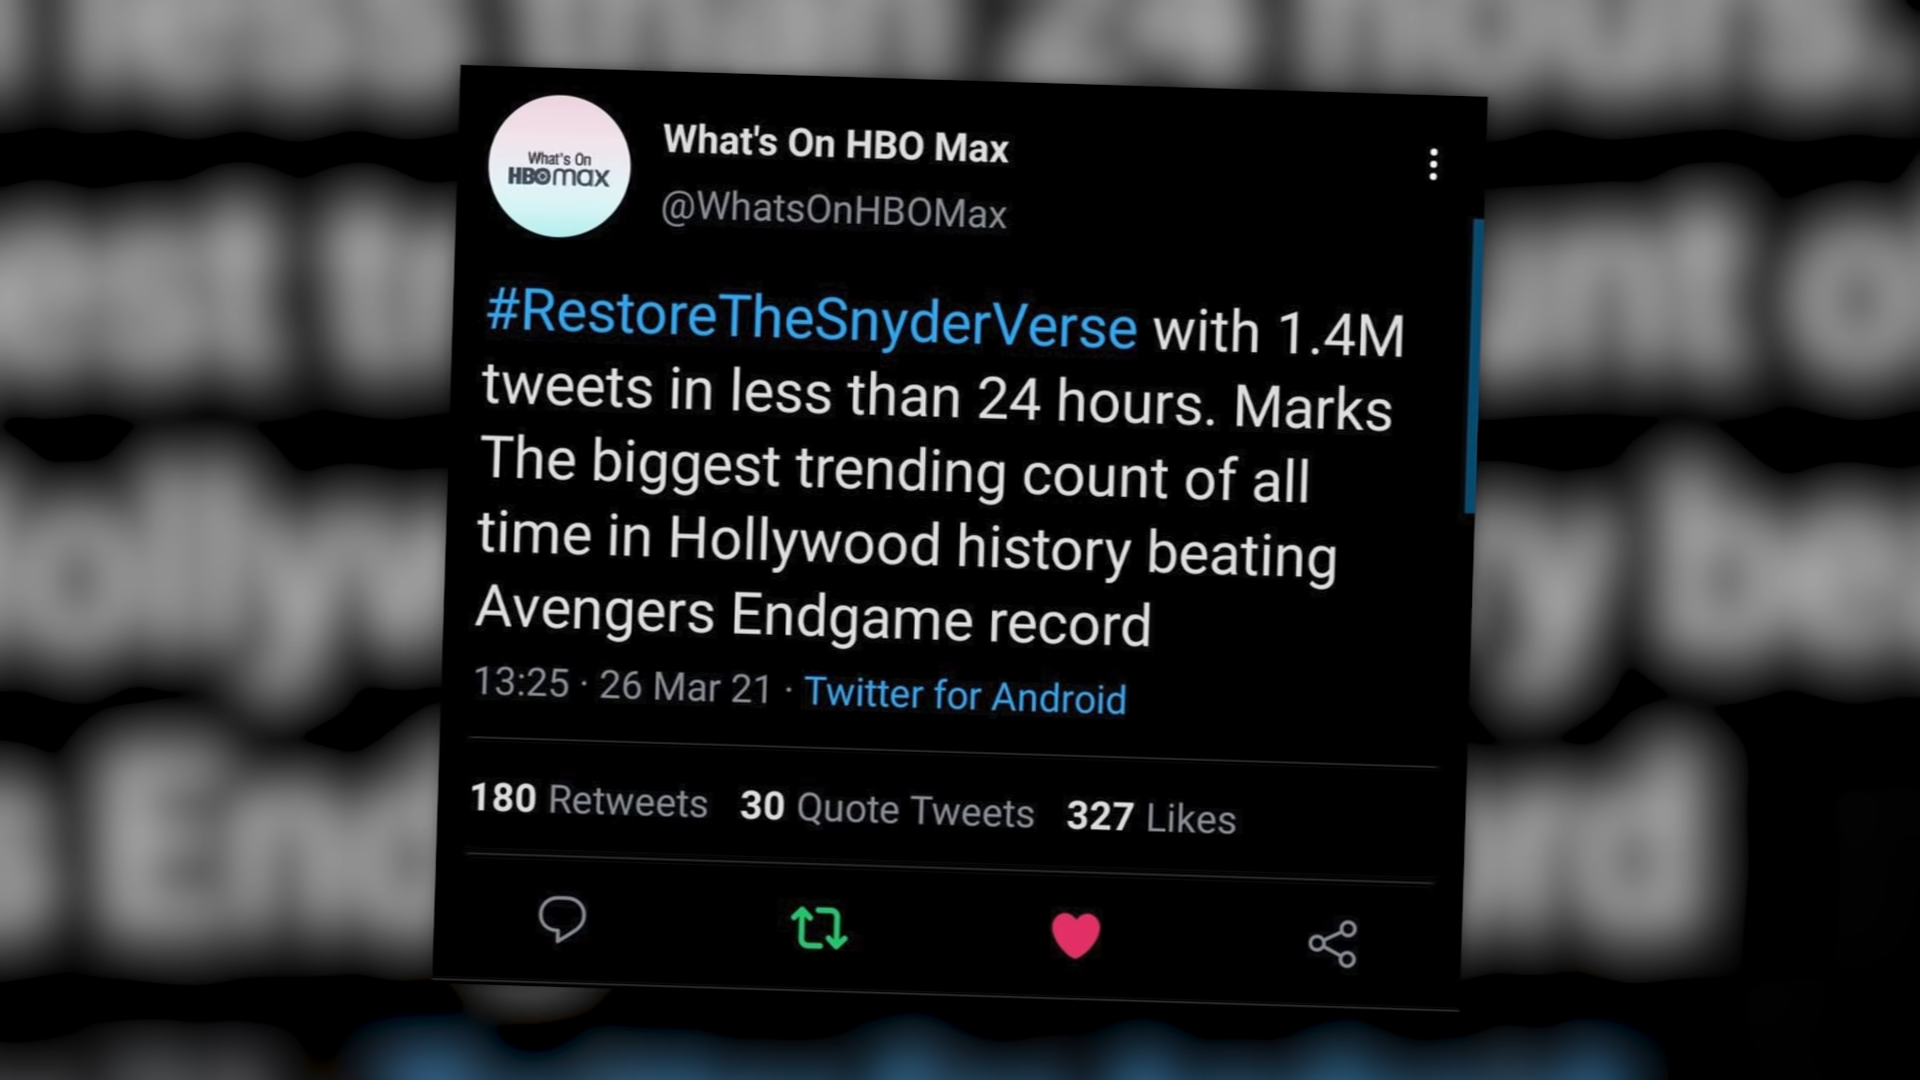 What's On
HBOmax
What's On HBO Max
@WhatsOnHBOMax
#RestoreTheSnyderVerse with 1.4M
tweets in less than 24 hours. Marks
The biggest trending count of all
time in Hollywood history beating
Avengers Endgame record
13:25 · 26 Mar 21 · Twitter for Android
180 Retweets 30 Quote Tweets 327 Likes